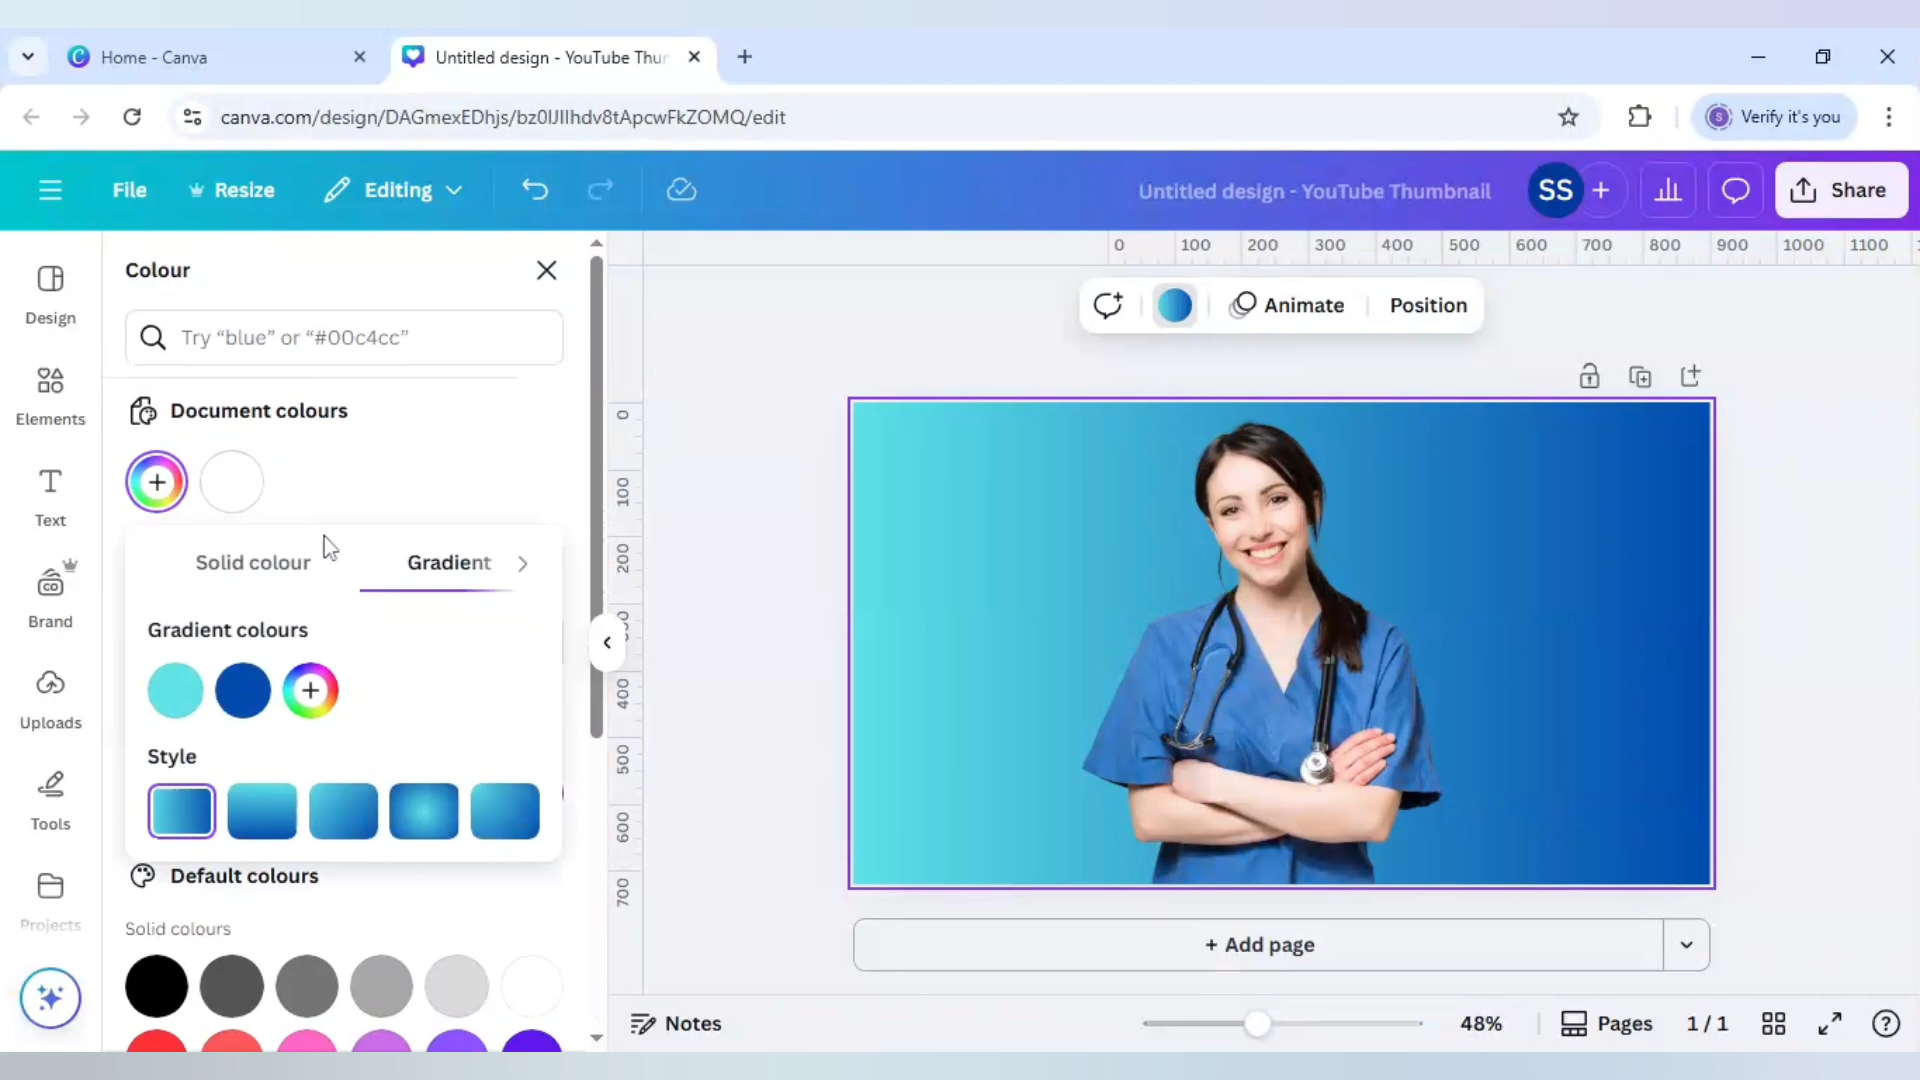 Home - Canva
Untitled design - YouTube Thur
canva.com/design/DAGmexEDhjs/bz0lJIlhdv8tApcwFkZOMQ/edit
Verify it's you
File
Resize
Editing
Untitled design - YouTube Thumbnail
SS
Share
Design
Elements
Text
Brand
Uploads
Tools
Projects
Colour
Try “blue” or “#00c4cc”
Document colours
Solid colour
Gradient
Gradient colours
Style
Default colours
Solid colours
0 100 200 300 400 500 600 700 800 900 1000 1100
Animate
Position
0
100
200
400
500
600
700
+ Add page
Notes
48%
Pages
1 / 1